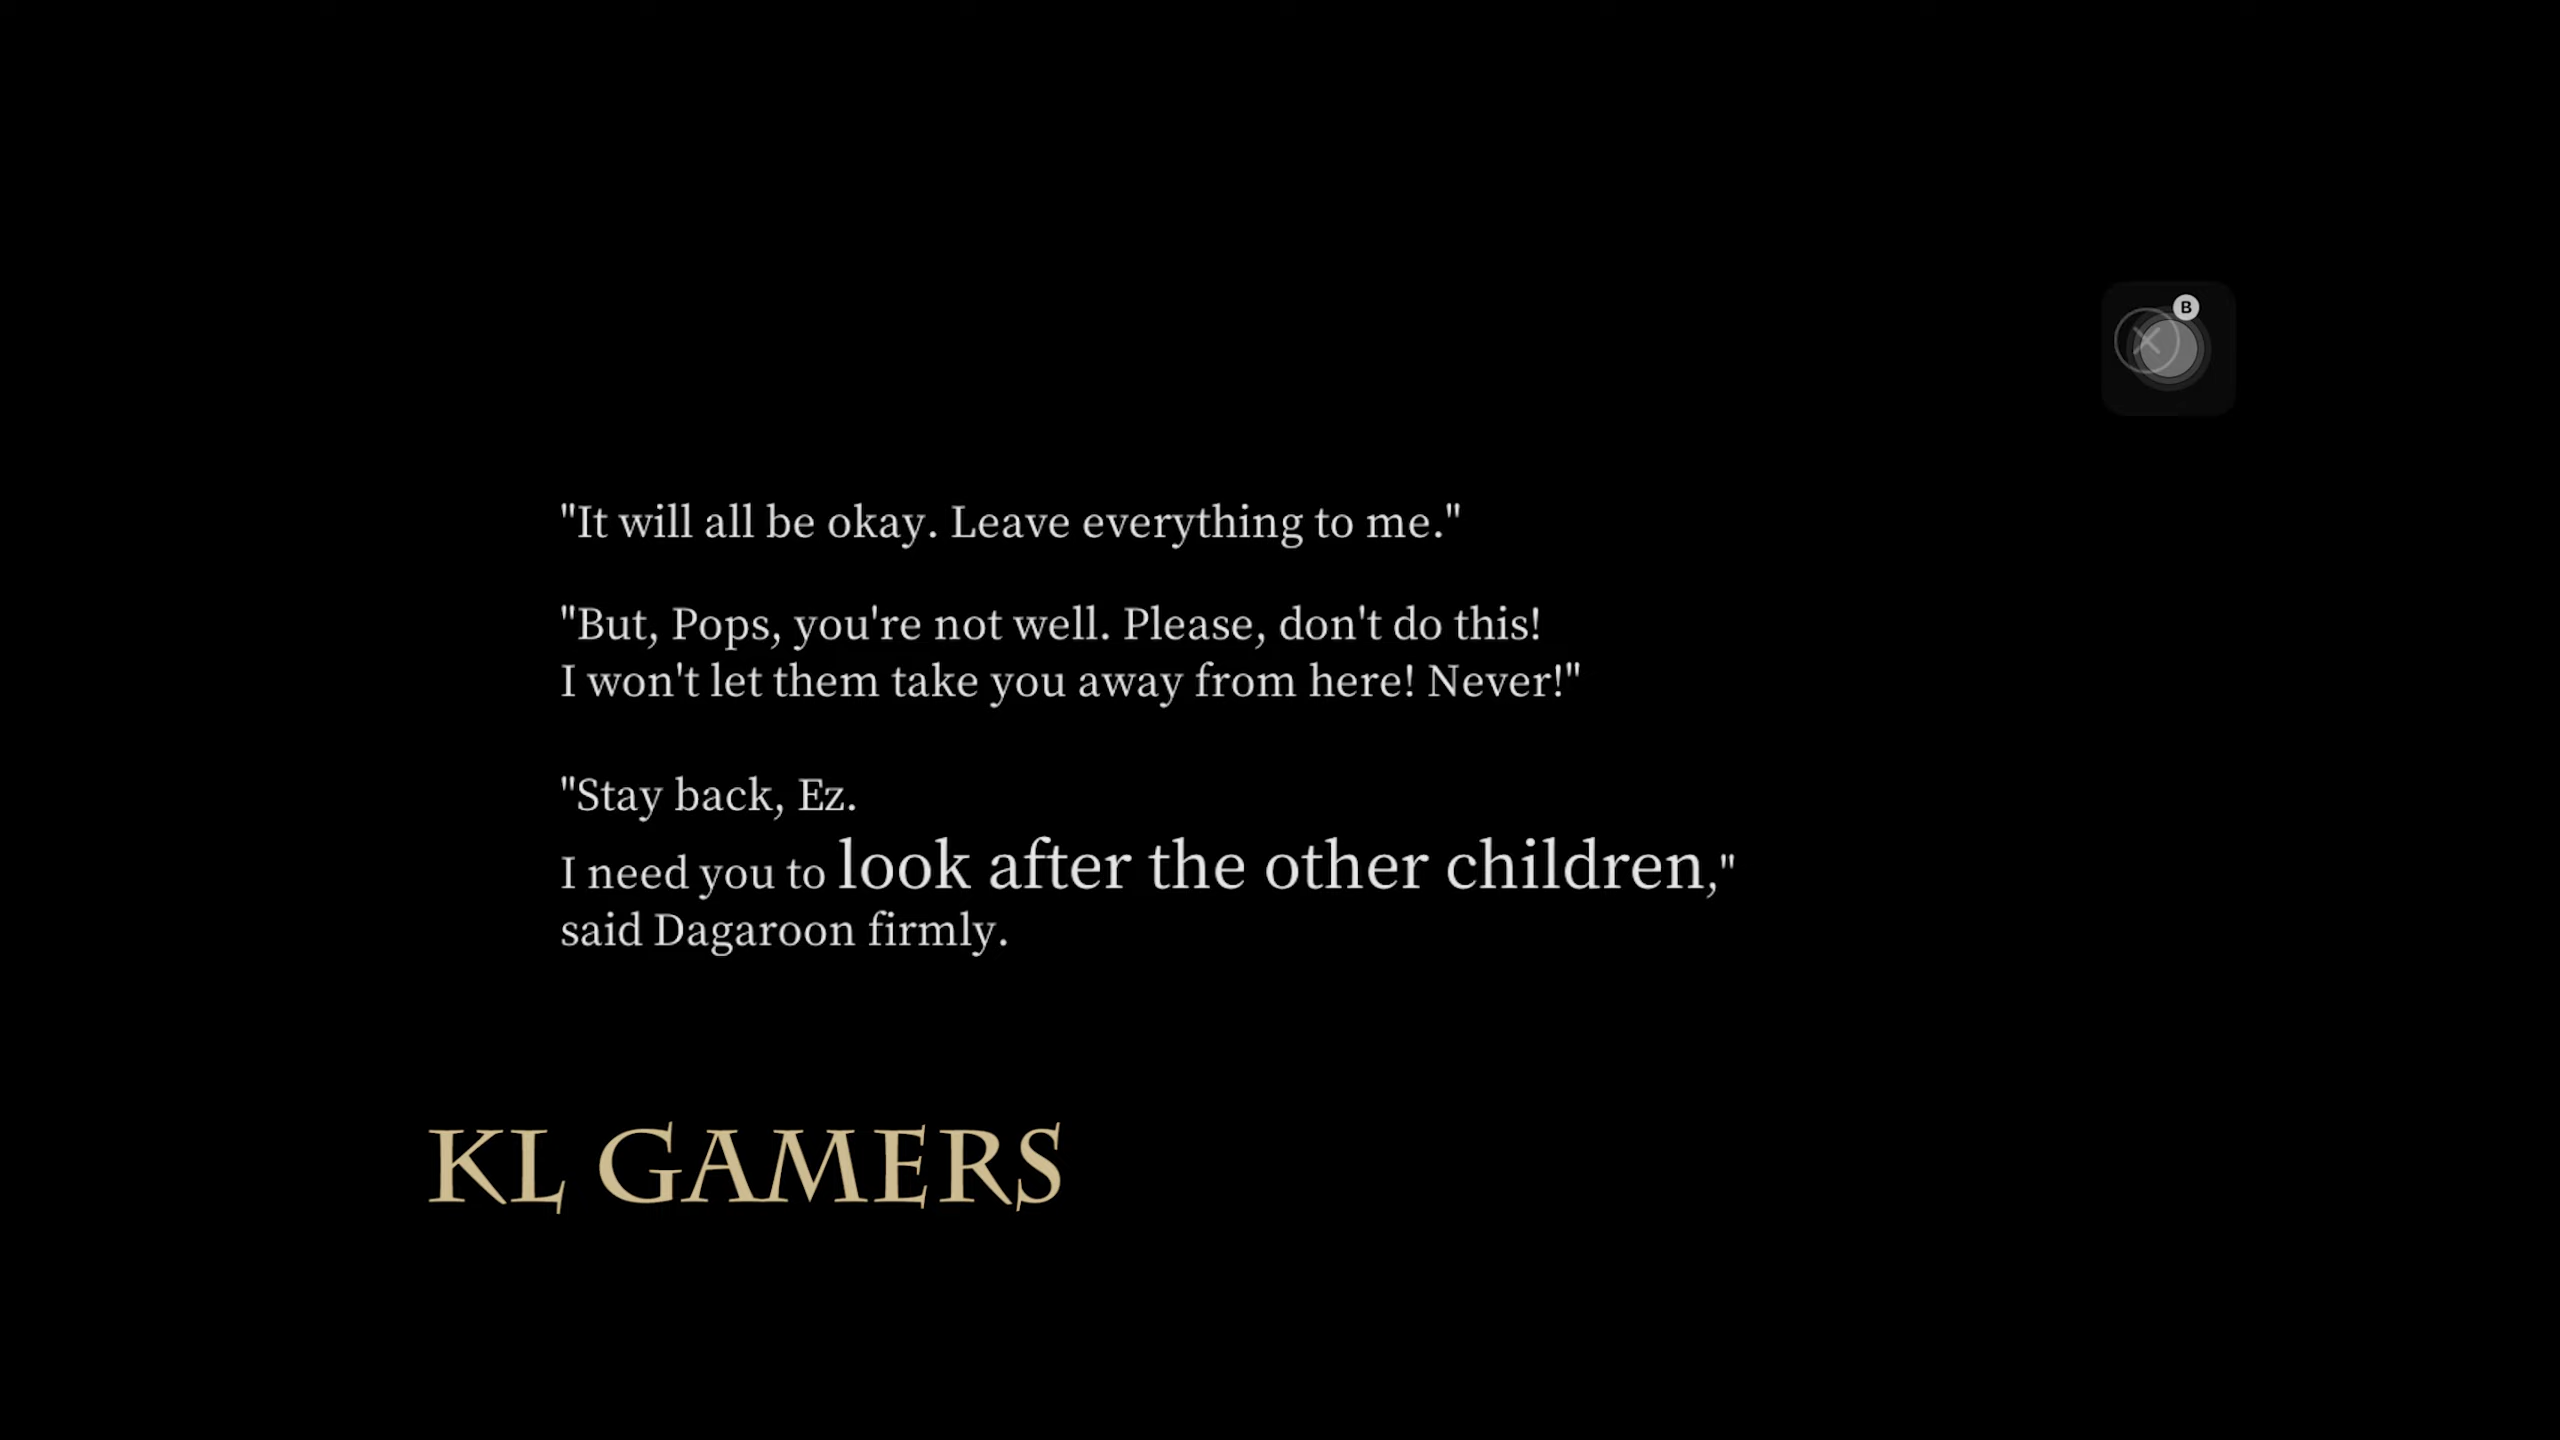 B
"It will all be okay. Leave everything to me."
"But, Pops, you're not well. Please, don't do this!
I won't let them take you away from here! Never!"
"Stay back, Ez.
I need you to look after the other children,"
said Dagaroon firmly.
KL GAMERS